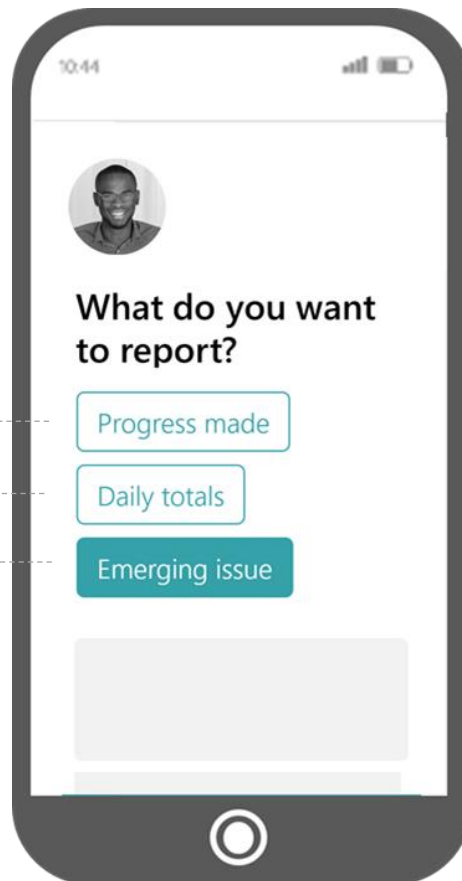 10:44
What do you want
to report?
Progress made
Daily totals
Emerging issue